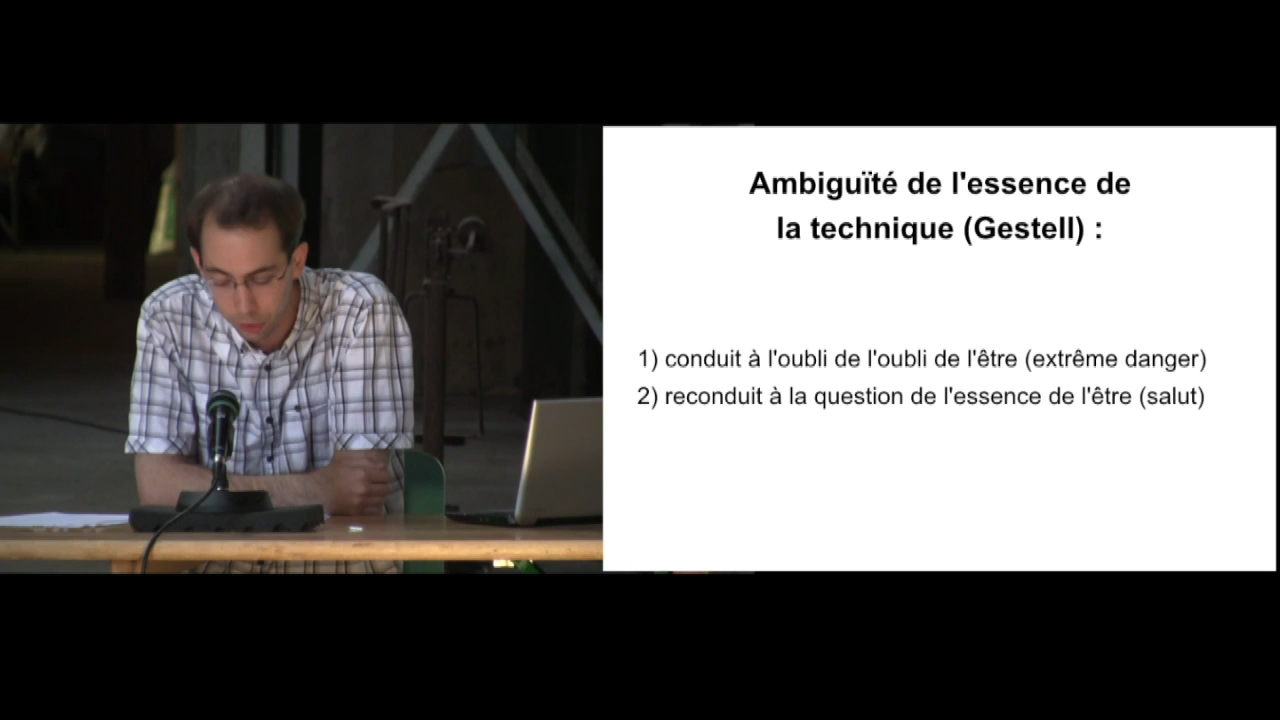 Ambiguïté de l'essence de
la technique (Gestell) :
1) conduit à l'oubli de l'oubli de l'être (extrême danger)
2) reconduit à la question de l'essence de l'être (salut)